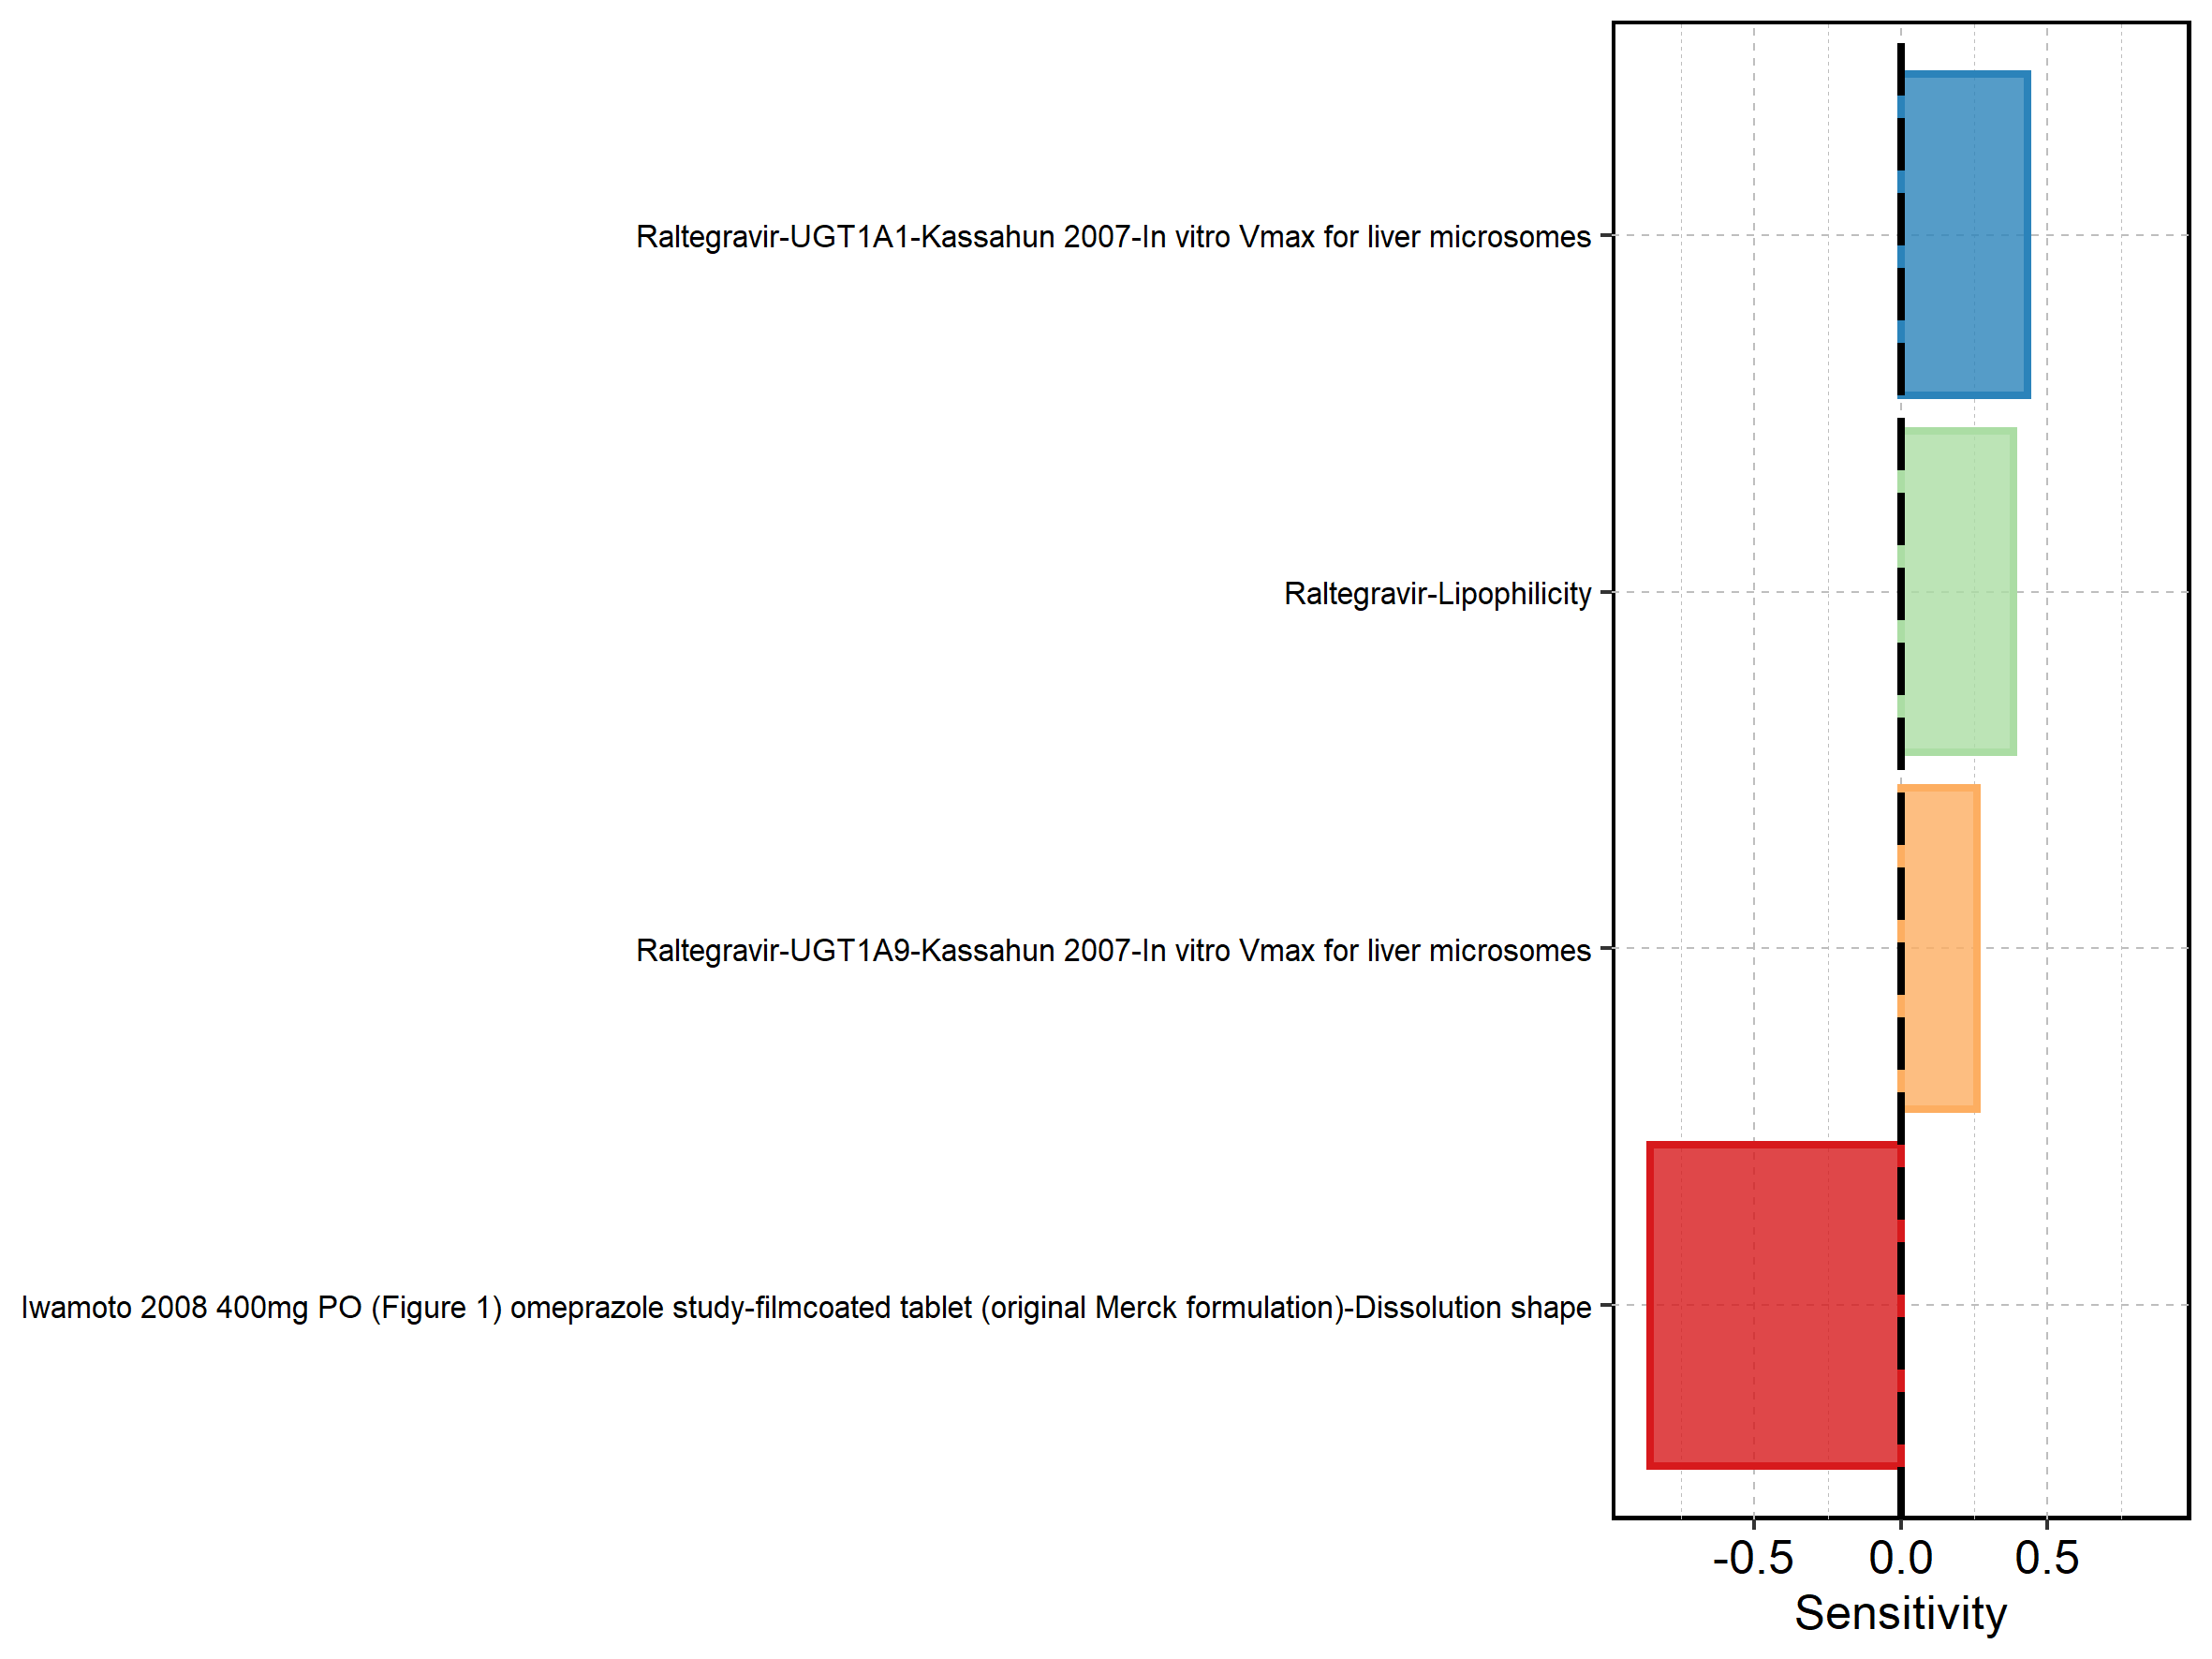 Raltegravir-UGT1A1-Kassahun 2007-In vitro Vmax for liver microsomes
Raltegravir-Lipophilicity
Raltegravir-UGT1A9-Kassahun 2007-In vitro Vmax for liver microsomes
Iwamoto 2008 400mg PO (Figure 1) omeprazole study-filmcoated tablet (original Merck formulation)-Dissolution shape
-0.5 0.0 0.5
Sensitivity